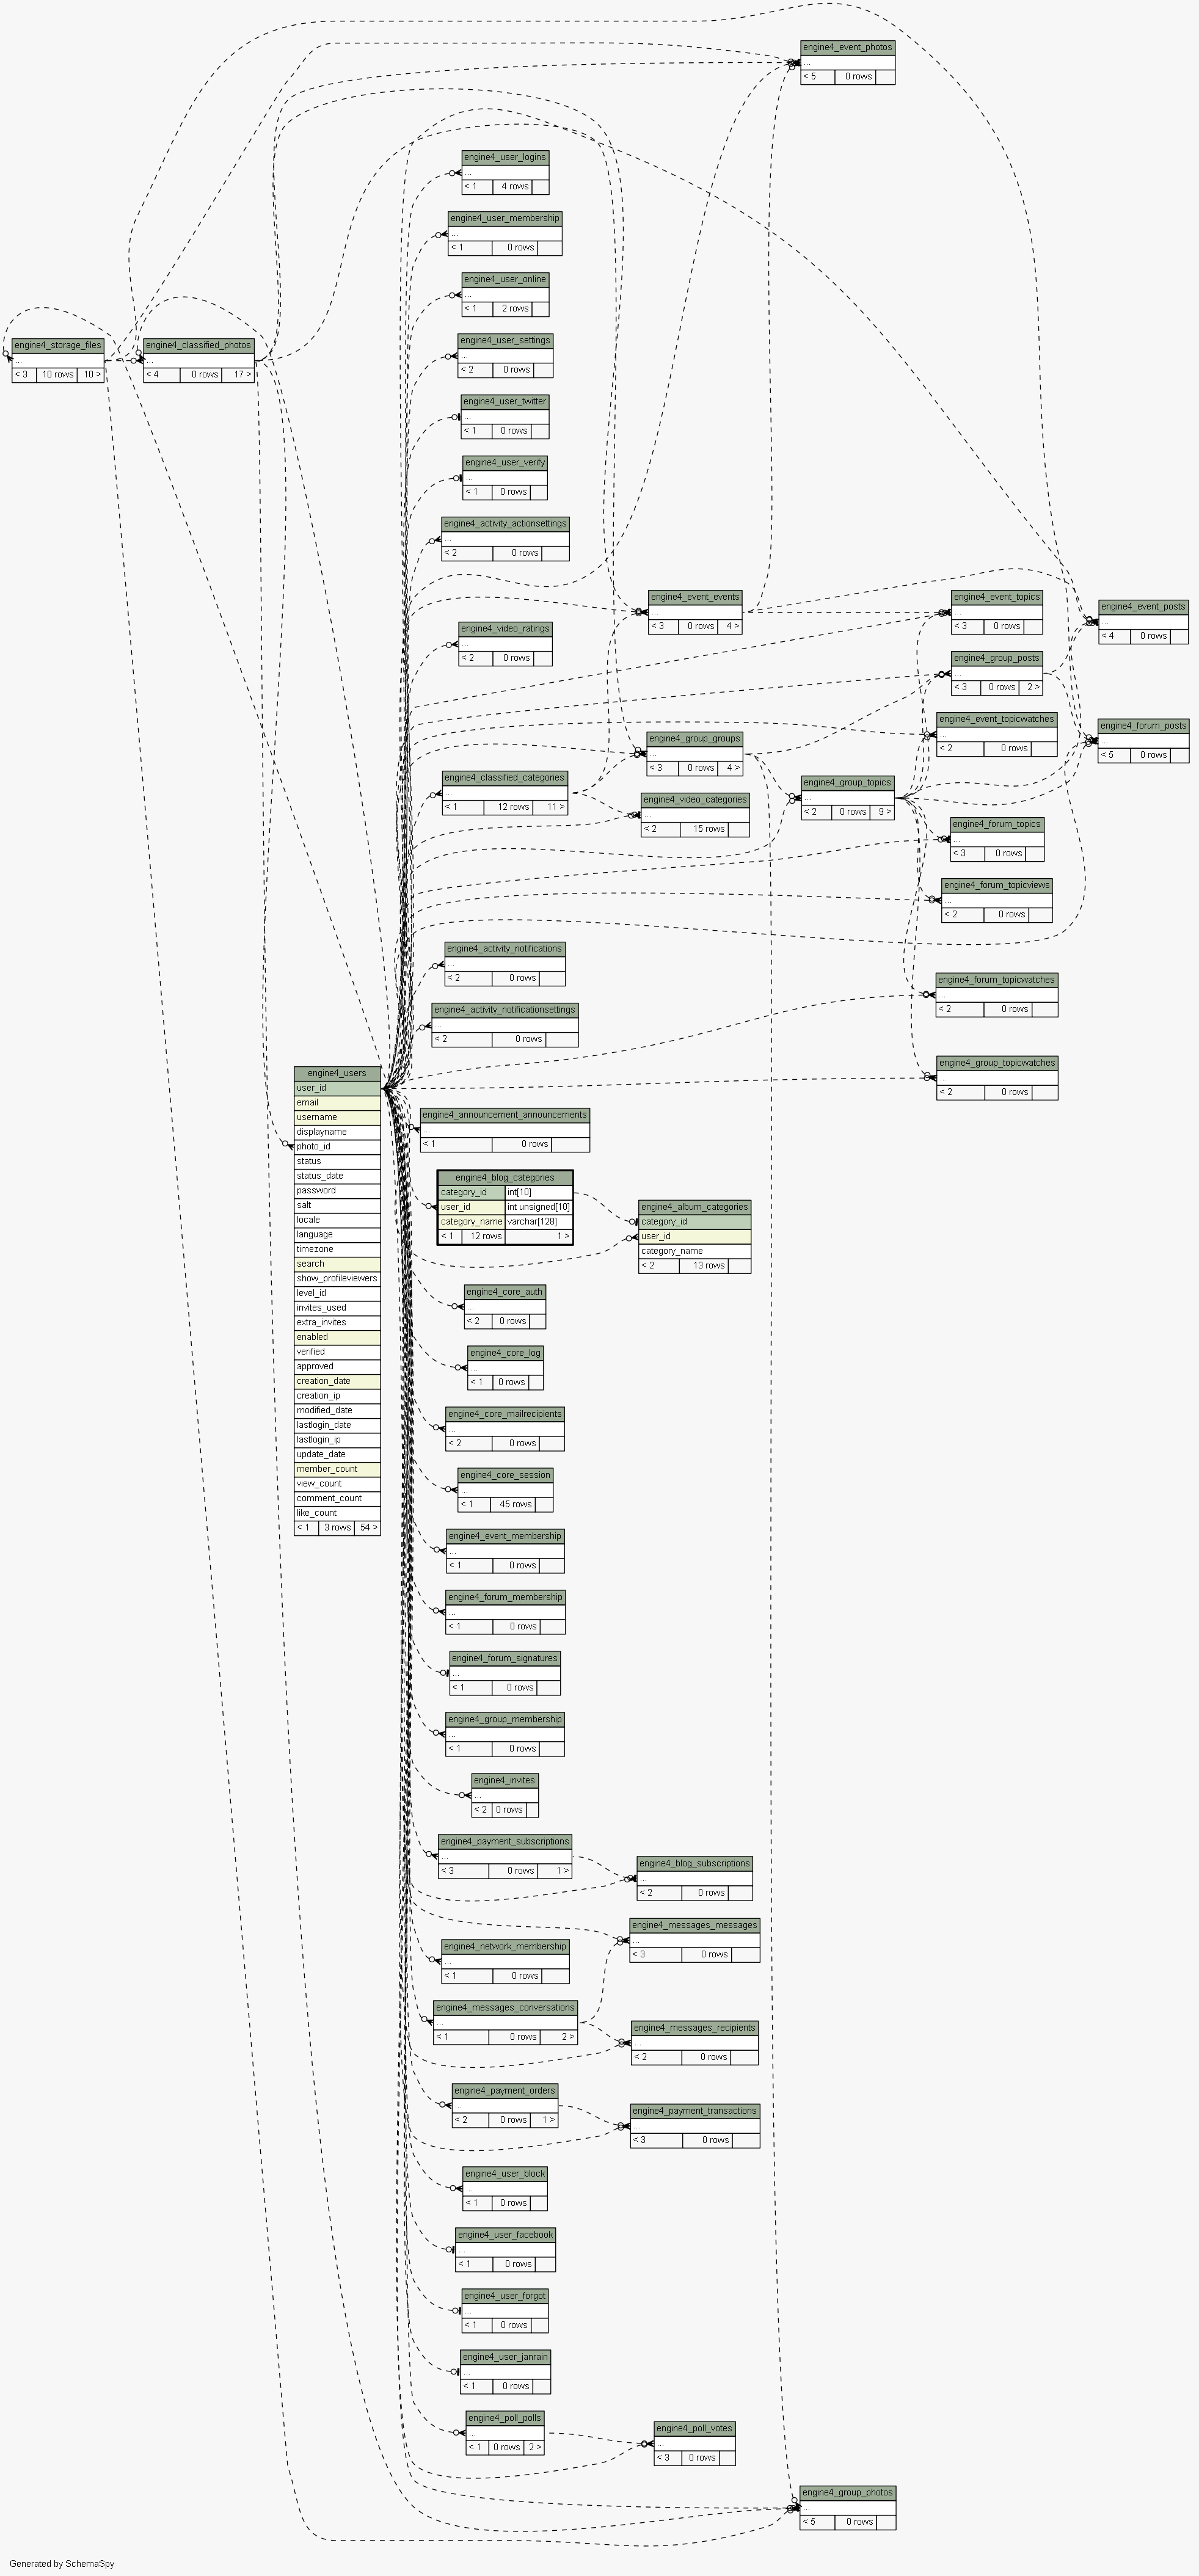 engine4_event_photos
...
< 5 0 rows
engine4_user_logins
...
< 1 4 rows
engine4_user_membership
...
< 1 0 rows
engine4_user_online
...
< 1 2 rows
engine4_storage_files
...
< 3 10 rows 10 >
engine4_classified_photos
...
< 4 0 rows 17 >
engine4_user_settings
...
< 2 0 rows
engine4_user_twitter
...
< 1 0 rows
engine4_user_verify
...
< 1 0 rows
engine4_activity_actionsettings
...
< 2 0 rows
engine4_event_events
...
< 3 0 rows 4 >
engine4_event_topics
...
< 3 0 rows
engine4_event_posts
...
< 4 0 rows
engine4_video_ratings
...
< 2 0 rows
engine4_group_posts
...
< 3 0 rows 2 >
engine4_event_topicwatches
...
< 2 0 rows
engine4_forum_posts
...
< 5 0 rows
engine4_group_groups
...
< 3 0 rows 4 >
engine4_classified_categories
...
< 1 12 rows 11 >
engine4_group_topics
...
< 2 0 rows 9 >
engine4_video_categories
...
< 2 15 rows
engine4_forum_topics
...
< 3 0 rows
engine4_forum_topicviews
...
< 2 0 rows
engine4_activity_notifications
...
< 2 0 rows
engine4_forum_topicwatches
...
< 2 0 rows
engine4_activity_notificationsettings
...
< 2 0 rows
engine4_group_topicwatches
...
< 2 0 rows
engine4_users
user_id
email
username
displayname
photo_id
status
status_date
password
salt
locale
language
timezone
search
show_profileviewers
level_id
invites_used
extra_invites
enabled
verified
approved
creation_date
creation_ip
modified_date
lastlogin_date
lastlogin_ip
update_date
member_count
view_count
comment_count
like_count
< 1 3 rows 54 >
engine4_announcement_announcements
...
< 1 0 rows
engine4_blog_categories
category_id int[10]
user_id int unsigned[10]
category_name varchar[128]
< 1 12 rows 1 >
engine4_album_categories
category_id
user_id
category_name
< 2 13 rows
engine4_core_auth
...
< 2 0 rows
engine4_core_log
...
< 1 0 rows
engine4_core_mailrecipients
...
< 2 0 rows
engine4_core_session
...
< 1 45 rows
engine4_event_membership
...
< 1 0 rows
engine4_forum_membership
...
< 1 0 rows
engine4_forum_signatures
...
< 1 0 rows
engine4_group_membership
...
< 1 0 rows
engine4_invites
...
< 2 0 rows
engine4_payment_subscriptions
...
< 3 0 rows 1 >
engine4_blog_subscriptions
...
< 2 0 rows
engine4_messages_messages
...
< 3 0 rows
engine4_network_membership
...
< 1 0 rows
engine4_messages_conversations
...
< 1 0 rows 2 >
engine4_messages_recipients
...
< 2 0 rows
engine4_payment_orders
...
< 2 0 rows 1 >
engine4_payment_transactions
...
< 3 0 rows
engine4_user_block
...
< 1 0 rows
engine4_user_facebook
...
< 1 0 rows
engine4_user_forgot
...
< 1 0 rows
engine4_user_janrain
...
< 1 0 rows
engine4_poll_polls
...
< 1 0 rows 2 >
engine4_poll_votes
...
< 3 0 rows
engine4_group_photos
...
< 5 0 rows
Generated by SchemaSpy